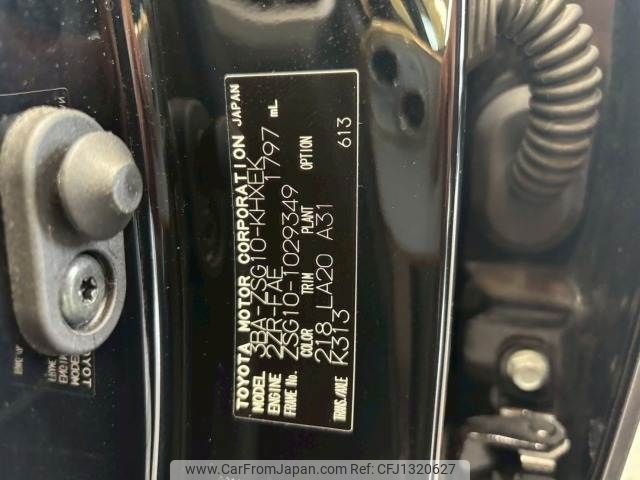 TOYOTA MOTOR CORPORATION JAPAN
MODEL 3BA-ZSG10-KHXEK
ENGINE 2ZR-FAE 1797 mL
FRAME No. ZSG10-1029349
COLOR TRIM PLANT OPTION
218 LA20 A31 613
TRANS./AXLE K313
www.CarFromJapan.com | Ref No. CFJ1320627